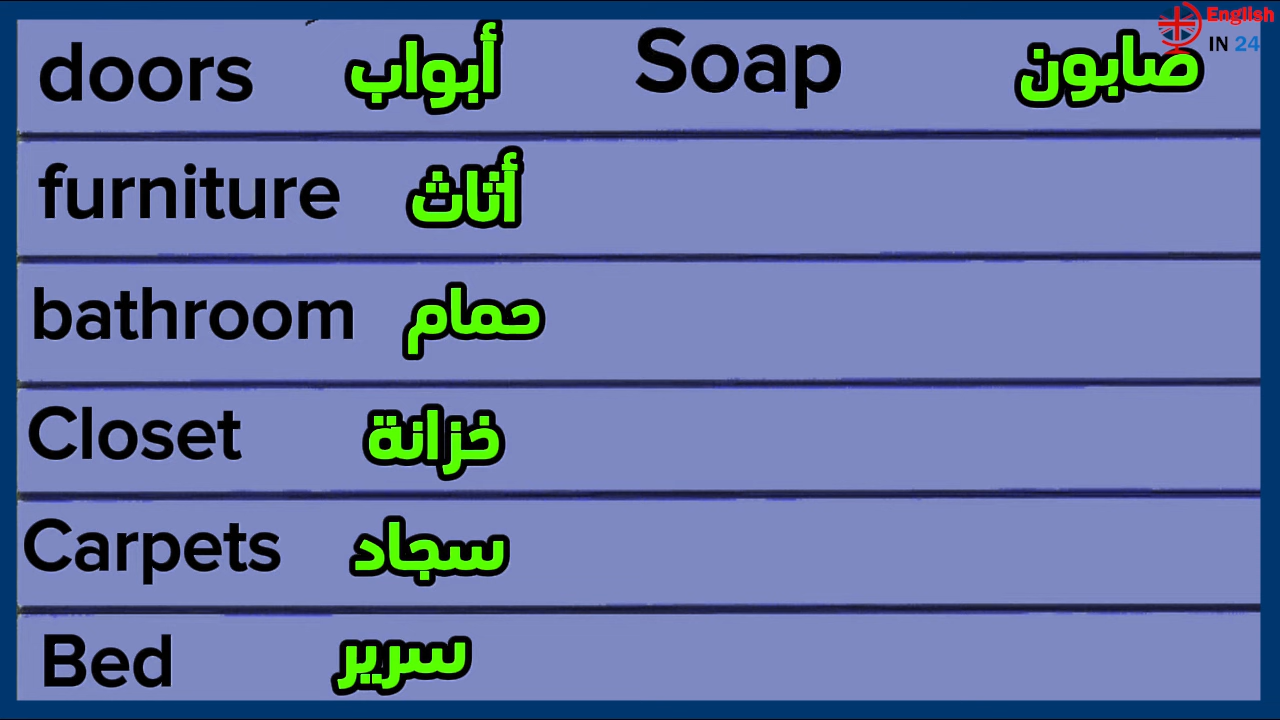 English
IN 24
doors أبواب Soap صابون
furniture أثاث
bathroom حمام
Closet خزانة
Carpets سجاد
Bed سرير